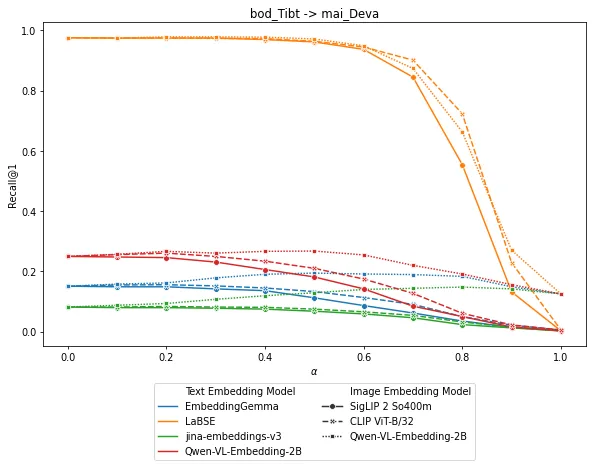 bod_Tibt -> mai_Deva
1.0
0.8
0.6
0.4
0.2
0.0
Recall@1
0.0 0.2 0.4 0.6 0.8 1.0
α
Text Embedding Model
EmbeddingGemma
LaBSE
jina-embeddings-v3
Qwen-VL-Embedding-2B
Image Embedding Model
SigLIP 2 So400m
CLIP ViT-B/32
Qwen-VL-Embedding-2B